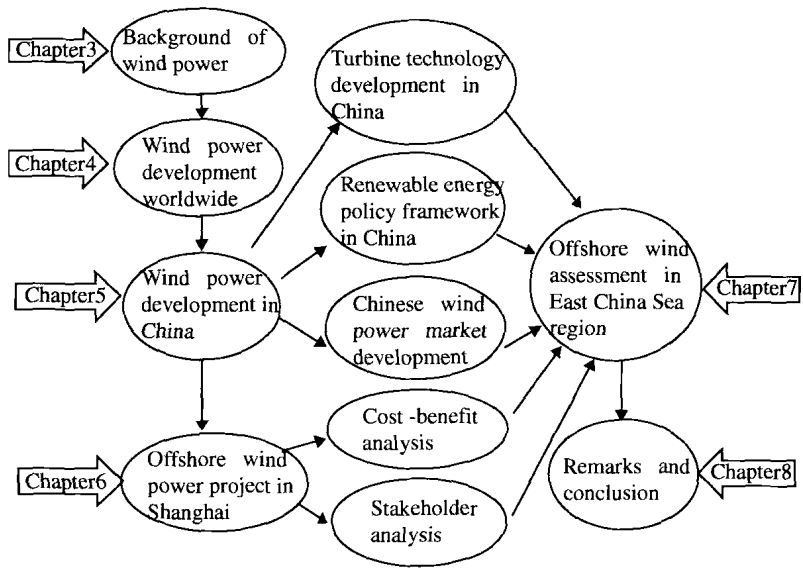 Chapter3
Background of
wind power
Chapter4
Wind power
development
worldwide
Chapter5
Wind power
development in
China
Chapter6
Offshore wind
power project in
Shanghai
Turbine technology
development in
China
Renewable energy
policy framework
in China
Chinese wind
power market
development
Cost -benefit
analysis
Stakeholder
analysis
Offshore wind
assessment in
East China Sea
region
Chapter7
Remarks and
conclusion
Chapter8